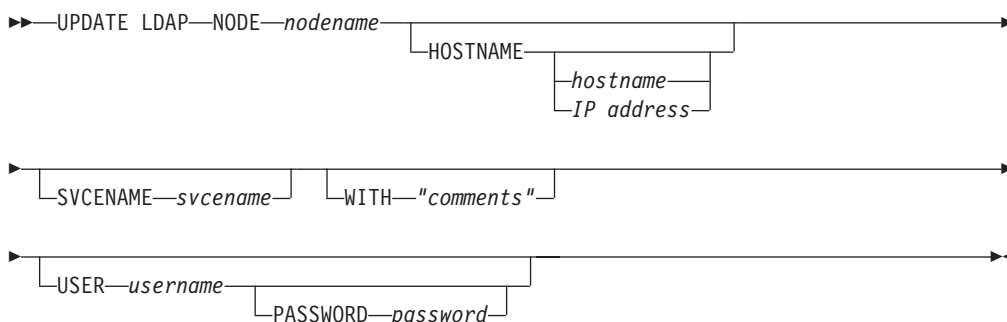 UPDATE LDAP NODE nodename
HOSTNAME
hostname
IP address
SVCENAME svcename WITH "comments"
USER username
PASSWORD password